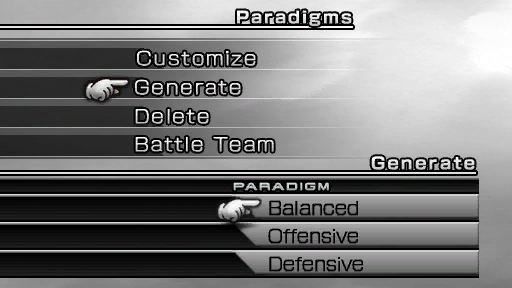 Paradigms
Customize
Generate
Delete
Battle Team
Generate
PARADIGM
Balanced
Offensive
Defensive